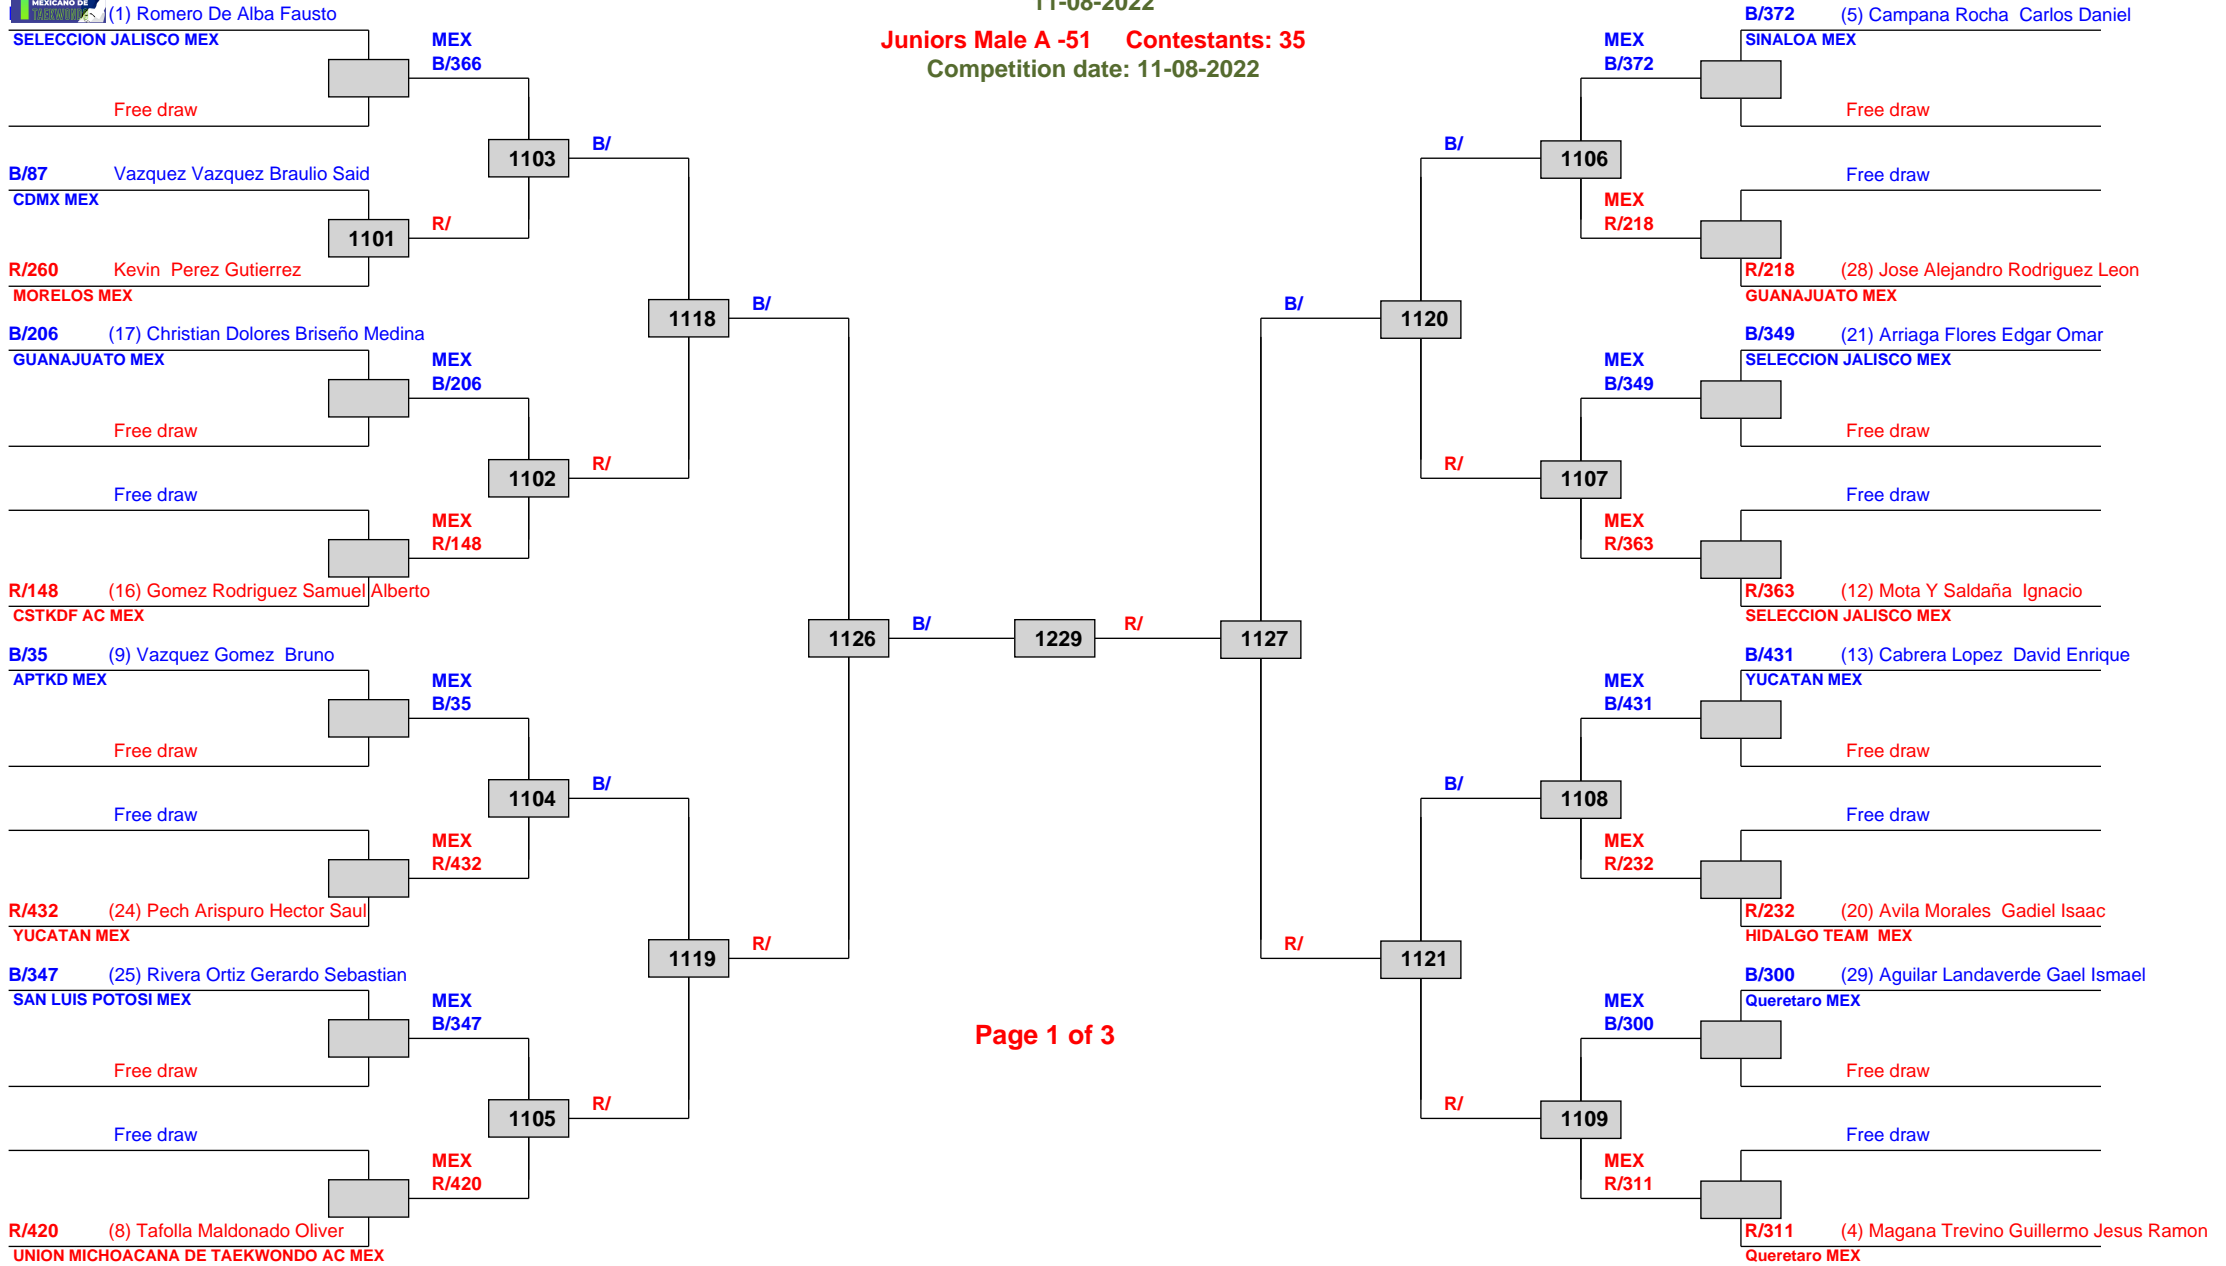 MEXICANO DE
TAEKWONDO
(1) Romero De Alba Fausto
SELECCION JALISCO MEX
MEX
B/366
Free draw
1103
B/
B/87 Vazquez Vazquez Braulio Said
CDMX MEX
1101
R/
R/260 Kevin Perez Gutierrez
MORELOS MEX
1118
B/
B/206 (17) Christian Dolores Briseño Medina
GUANAJUATO MEX
MEX
B/206
Free draw
1102
R/
Free draw
MEX
R/148
R/148 (16) Gomez Rodriguez Samuel Alberto
CSTKDF AC MEX
B/35 (9) Vazquez Gomez Bruno
APTKD MEX
MEX
B/35
Free draw
1104
B/
Free draw
MEX
R/432
R/432 (24) Pech Arispuro Hector Saul
YUCATAN MEX
1119
R/
B/347 (25) Rivera Ortiz Gerardo Sebastian
SAN LUIS POTOSI MEX
MEX
B/347
Free draw
1105
R/
Free draw
MEX
R/420
R/420 (8) Tafolla Maldonado Oliver
UNION MICHOACANA DE TAEKWONDO AC MEX
11-08-2022
Juniors Male A -51 Contestants: 35
Competition date: 11-08-2022
1126
B/
1229
R/
1127
Page 1 of 3
B/372 (5) Campana Rocha Carlos Daniel
SINALOA MEX
MEX
B/372
Free draw
B/
1106
Free draw
MEX
R/218
R/218 (28) Jose Alejandro Rodriguez Leon
GUANAJUATO MEX
B/
1120
B/349 (21) Arriaga Flores Edgar Omar
SELECCION JALISCO MEX
MEX
B/349
Free draw
R/
1107
Free draw
MEX
R/363
R/363 (12) Mota Y Saldaña Ignacio
SELECCION JALISCO MEX
B/431 (13) Cabrera Lopez David Enrique
YUCATAN MEX
MEX
B/431
Free draw
B/
1108
Free draw
MEX
R/232
R/232 (20) Avila Morales Gadiel Isaac
HIDALGO TEAM MEX
R/
1121
B/300 (29) Aguilar Landaverde Gael Ismael
Queretaro MEX
MEX
B/300
Free draw
R/
1109
Free draw
MEX
R/311
R/311 (4) Magana Trevino Guillermo Jesus Ramon
Queretaro MEX